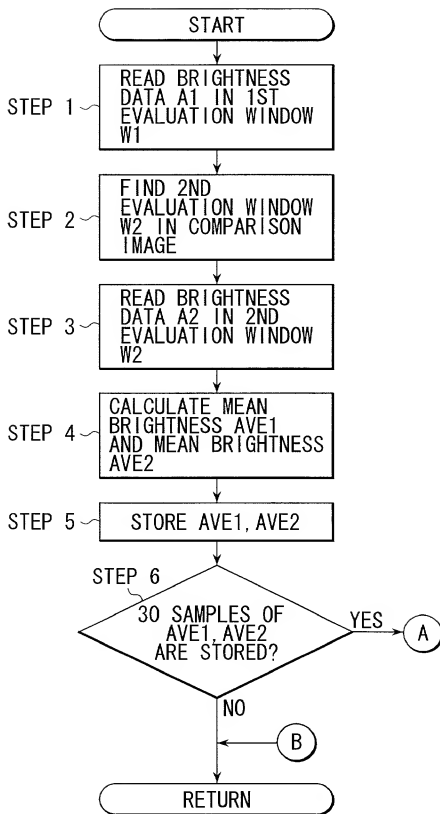 START
STEP 1
READ BRIGHTNESS
DATA A1 IN 1ST
EVALUATION WINDOW
W1
STEP 2
FIND 2ND
EVALUATION WINDOW
W2 IN COMPARISON
IMAGE
STEP 3
READ BRIGHTNESS
DATA A2 IN 2ND
EVALUATION WINDOW
W2
STEP 4
CALCULATE MEAN
BRIGHTNESS AVE1
AND MEAN BRIGHTNESS
AVE2
STEP 5
STORE AVE1, AVE2
STEP 6
30 SAMPLES OF
AVE1, AVE2
ARE STORED?
YES
A
NO
B
RETURN